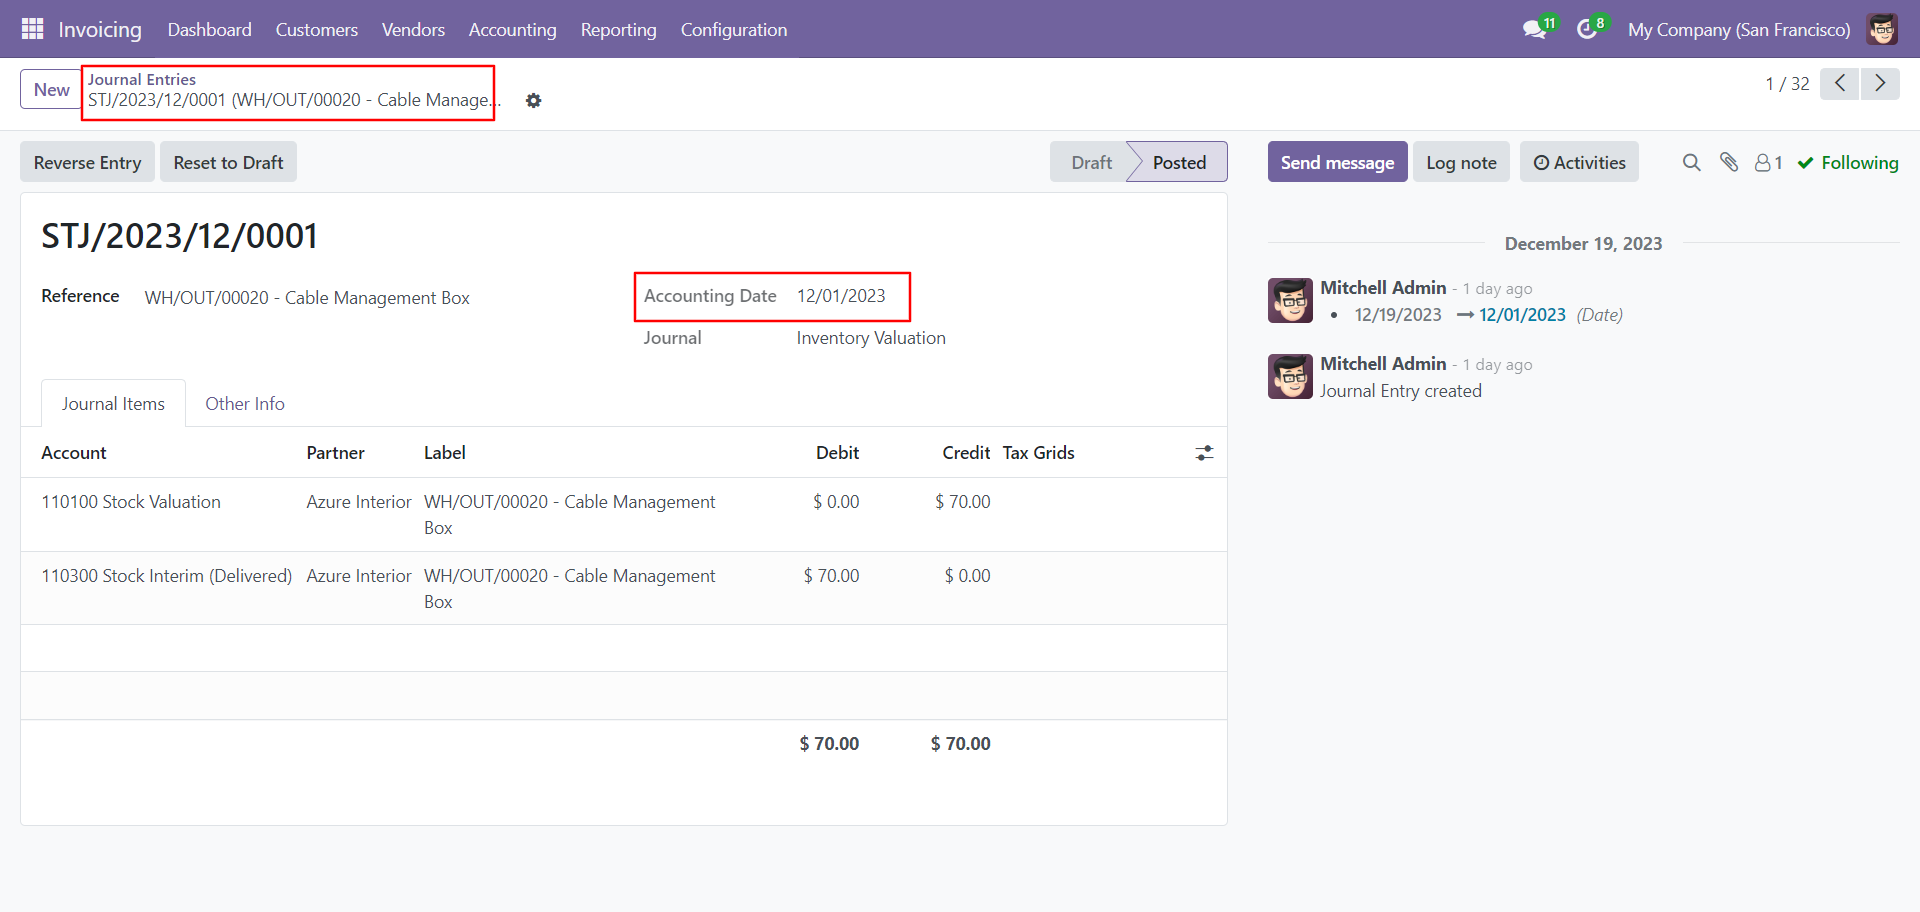 Invoicing Dashboard Customers Vendors Accounting Reporting Configuration 11 8 My Company (San Francisco)
New
Journal Entries
STJ/2023/12/0001 (WH/OUT/00020 - Cable Manage...
1 / 32
Reverse Entry Reset to Draft Draft Posted
Send message Log note Activities 1 Following
STJ/2023/12/0001
Reference WH/OUT/00020 - Cable Management Box
Accounting Date 12/01/2023
Journal Inventory Valuation
Journal Items Other Info
Account Partner Label Debit Credit Tax Grids
110100 Stock Valuation Azure Interior WH/OUT/00020 - Cable Management $ 0.00 $ 70.00
Box
110300 Stock Interim (Delivered) Azure Interior WH/OUT/00020 - Cable Management $ 70.00 $ 0.00
Box
$ 70.00 $ 70.00
December 19, 2023
Mitchell Admin - 1 day ago
• 12/19/2023 → 12/01/2023 (Date)
Mitchell Admin - 1 day ago
Journal Entry created